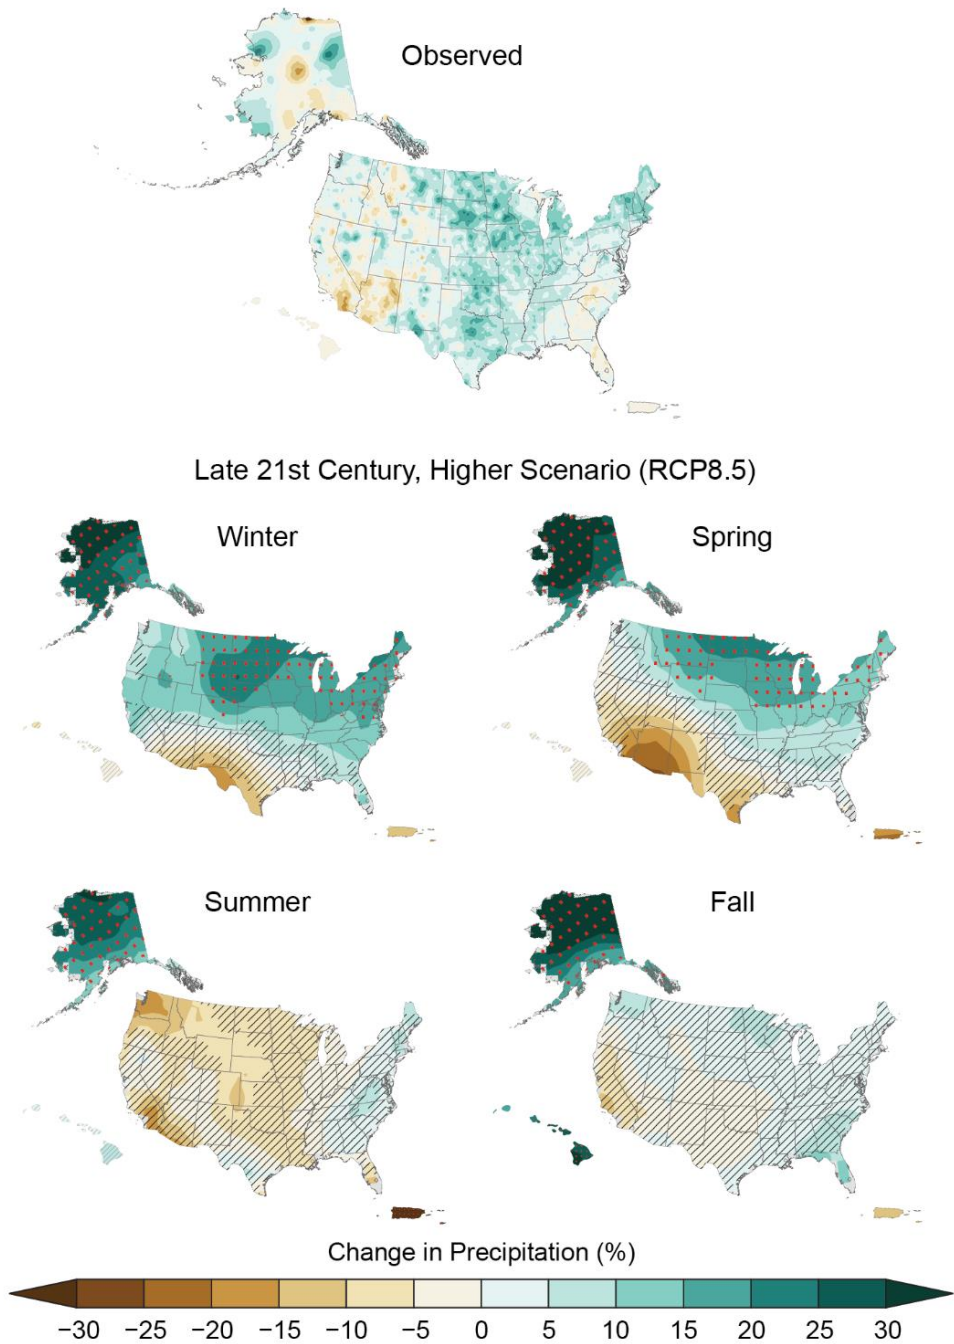 Observed
Late 21st Century, Higher Scenario (RCP8.5)
Winter
Spring
Summer
Fall
Change in Precipitation (%)
−30 −25 −20 −15 −10 −5 0 5 10 15 20 25 30